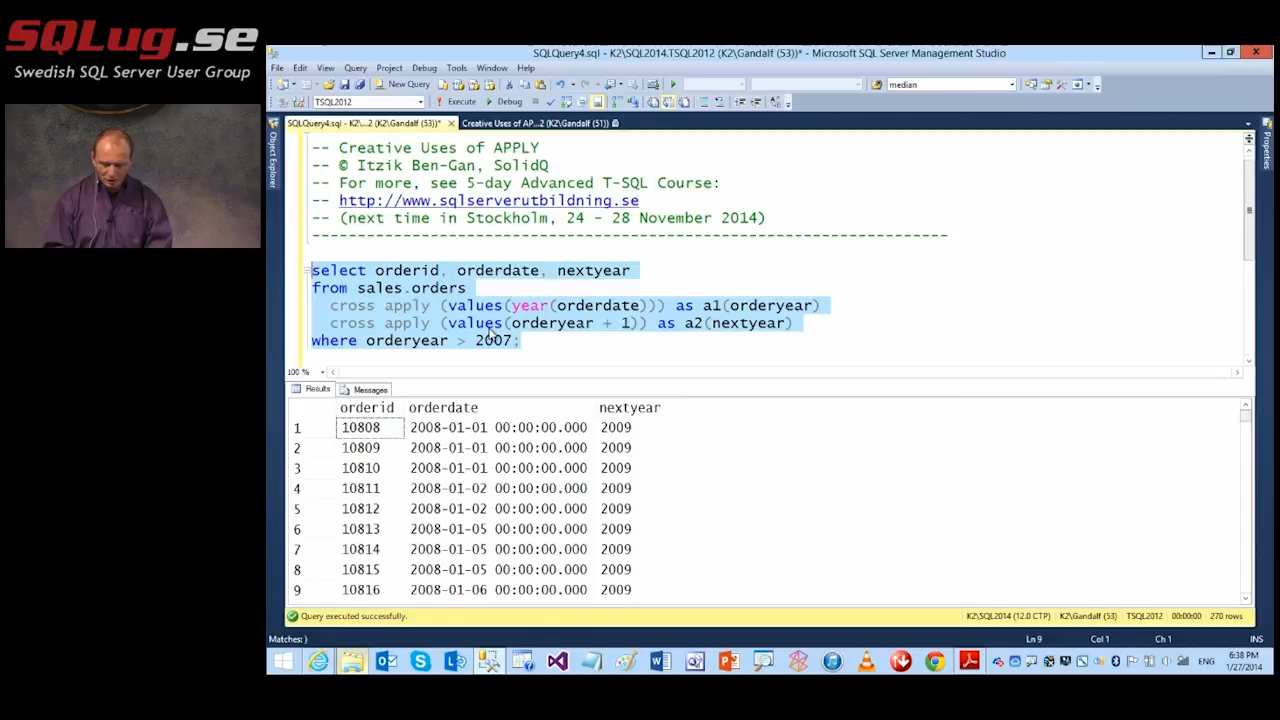 SQLug.se
Swedish SQL Server User Group
SQLQuery4.sql - K2\SQL2014.TSQL2012 (K2\Gandalf (53))* - Microsoft SQL Server Management Studio
File Edit View Query Project Debug Tools Window Help
New Query
median
TSQL2012
Execute
Debug
SQLQuery4.sql - K2\...2 (K2\Gandalf (53))*
Creative Uses of AP...2 (K2\Gandalf (51))
Object Explorer
Properties
-- Creative Uses of APPLY
-- © Itzik Ben-Gan, SolidQ
-- For more, see 5-day Advanced T-SQL Course:
-- http://www.sqlserverutbildning.se
-- (next time in Stockholm, 24 - 28 November 2014)
---------------------------------------------------------------------
select orderid, orderdate, nextyear
from sales.orders
cross apply (values(year(orderdate))) as a1(orderyear)
cross apply (values(orderyear + 1)) as a2(nextyear)
where orderyear > 2007;
100 %
Results Messages
orderid orderdate nextyear
1 10808 2008-01-01 00:00:00.000 2009
2 10809 2008-01-01 00:00:00.000 2009
3 10810 2008-01-01 00:00:00.000 2009
4 10811 2008-01-02 00:00:00.000 2009
5 10812 2008-01-02 00:00:00.000 2009
6 10813 2008-01-05 00:00:00.000 2009
7 10814 2008-01-05 00:00:00.000 2009
8 10815 2008-01-05 00:00:00.000 2009
9 10816 2008-01-06 00:00:00.000 2009
Query executed successfully.
K2\SQL2014 (12.0 CTP) K2\Gandalf (53) TSQL2012 00:00:00 270 rows
Matches: )
Ln 9 Col 1 Ch 1 INS
ENG
6:38 PM
1/27/2014